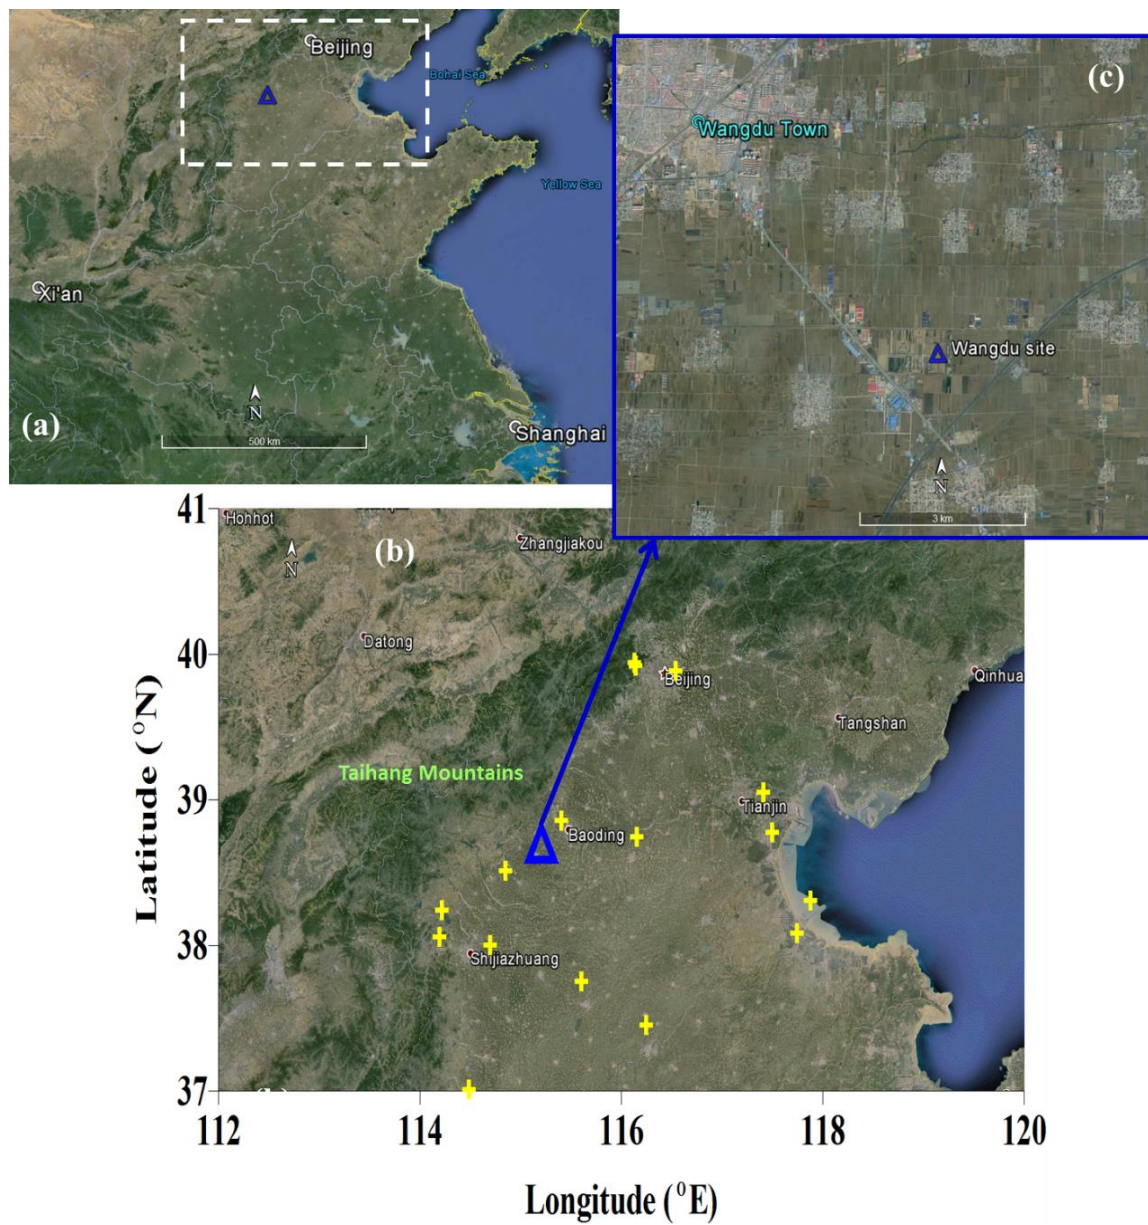 Beijing
Bohai Sea
Yellow Sea
Xi'an
N
500 km
Shanghai
(a)
(c)
Wangdu Town
Wangdu site
N
3 km
41
40
39
38
37
Latitude (°N)
Hohhot
(b)
N
Zhangjiakou
Datong
Beijing
Qinhua
Tangshan
Taihang Mountains
Tianjin
Baoding
Shijiazhuang
112
114
116
118
120
Longitude (⁰E)